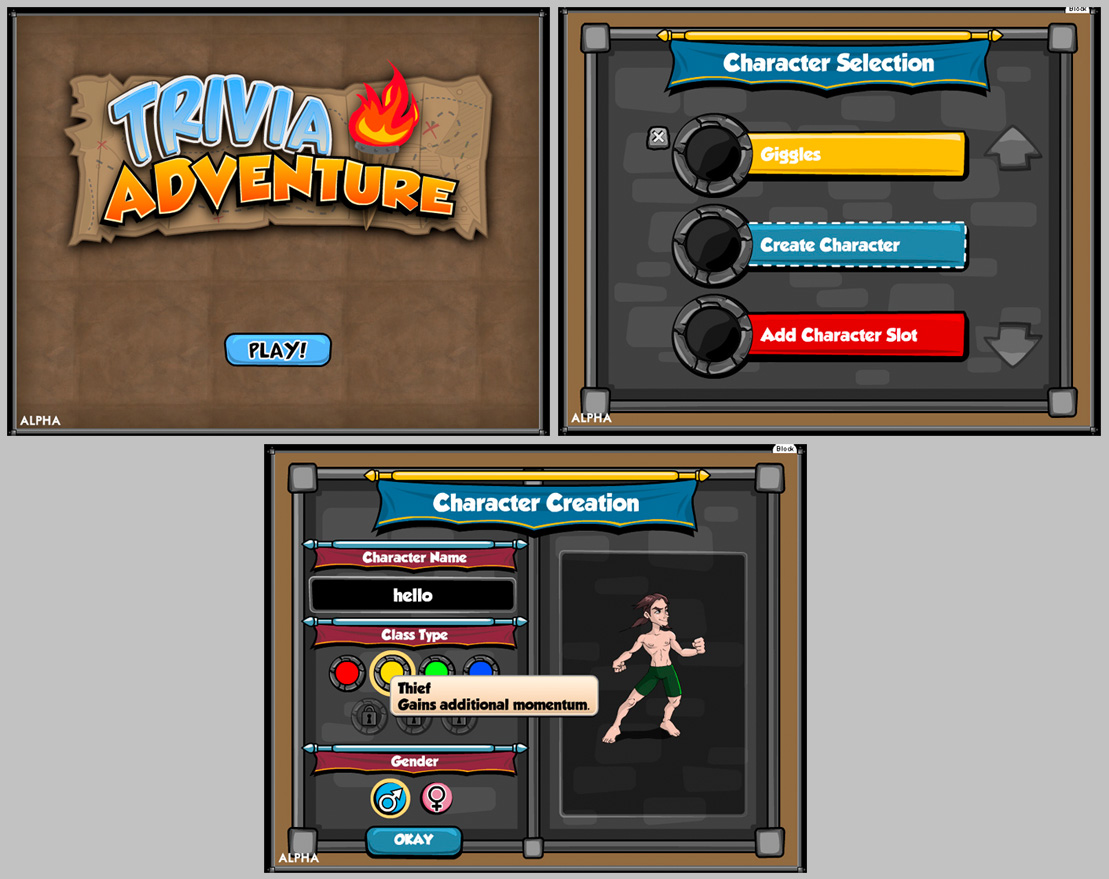 TRIVIA
ADVENTURE
PLAY!
ALPHA
Block
Character Selection
Giggles
Create Character
Add Character Slot
ALPHA
Block
Character Creation
Character Name
hello
Class Type
Thief
Gains additional momentum.
Gender
OKAY
ALPHA